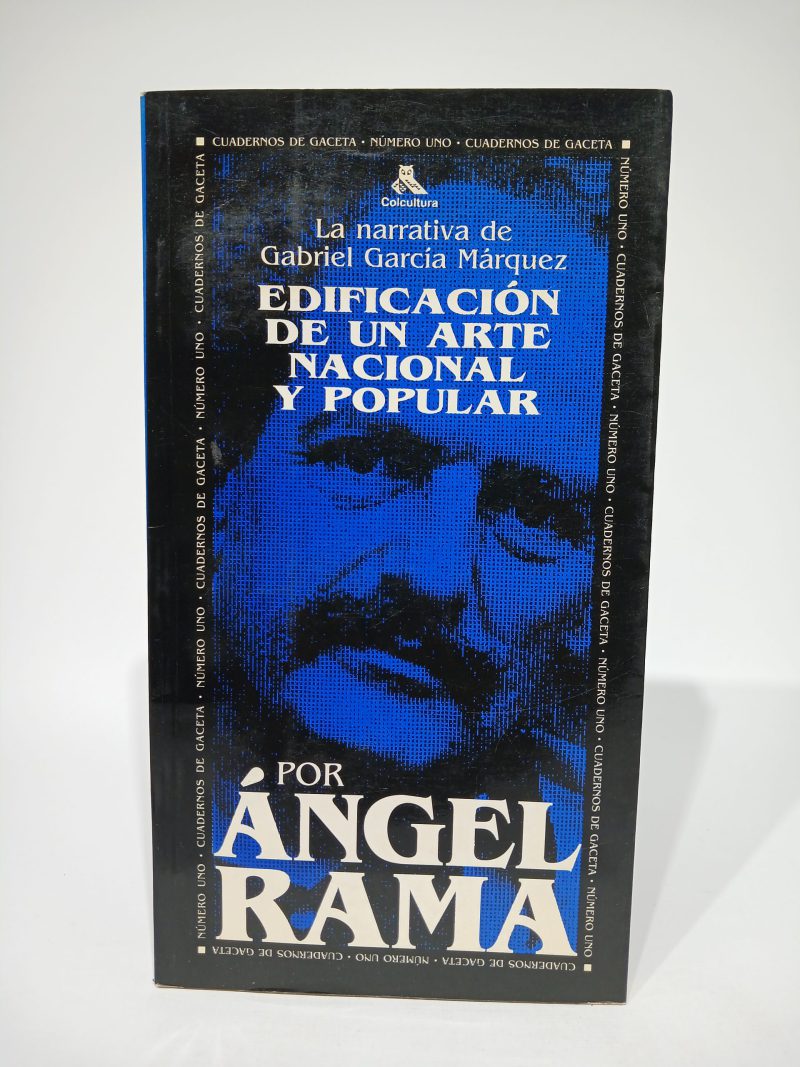 ■ CUADERNOS DE GACETA • NÚMERO UNO • CUADERNOS DE GACETA ■
Colcultura
La narrativa de
Gabriel García Márquez
EDIFICACIÓN
DE UN ARTE
NACIONAL
Y POPULAR
POR
ÁNGEL
RAMA
NÚMERO UNO • CUADERNOS DE GACETA • NÚMERO UNO • CUADERNOS DE GACETA • NÚMERO UNO • CUADERNOS DE GACETA • NÚMERO UNO
■ CUADERNOS DE GACETA • NÚMERO UNO • CUADERNOS DE GACETA ■
NÚMERO UNO • CUADERNOS DE GACETA • NÚMERO UNO • CUADERNOS DE GACETA • NÚMERO UNO • CUADERNOS DE GACETA